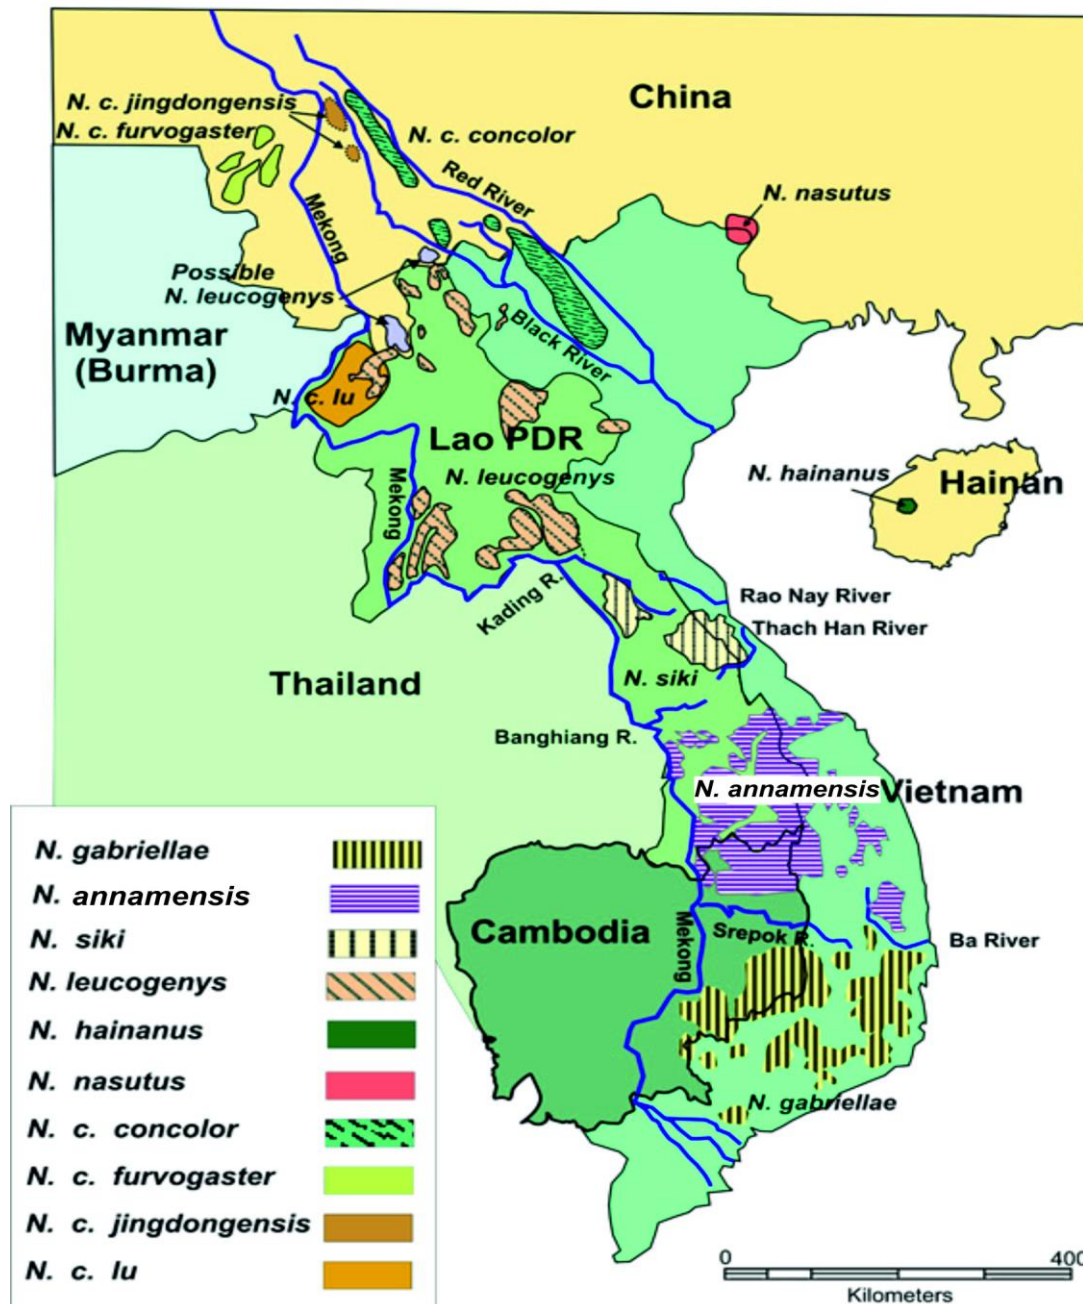 China
N. c. jingdongensis
N. c. furvogaster
N. c. concolor
Red River
N. nasutus
Mekong
Possible
N. leucogenys
Myanmar
(Burma)
Black River
N. c. lu
Lao PDR
N. leucogenys
Mekong
N. hainanus
Hainan
Kading R.
Rao Nay River
Thach Han River
Thailand
N. siki
Banghiang R.
N. annamensis
Vietnam
Cambodia
Mekong
Srepok R.
Ba River
N. gabriellae
N. gabriellae
N. annamensis
N. siki
N. leucogenys
N. hainanus
N. nasutus
N. c. concolor
N. c. furvogaster
N. c. jingdongensis
N. c. lu
0 400
Kilometers